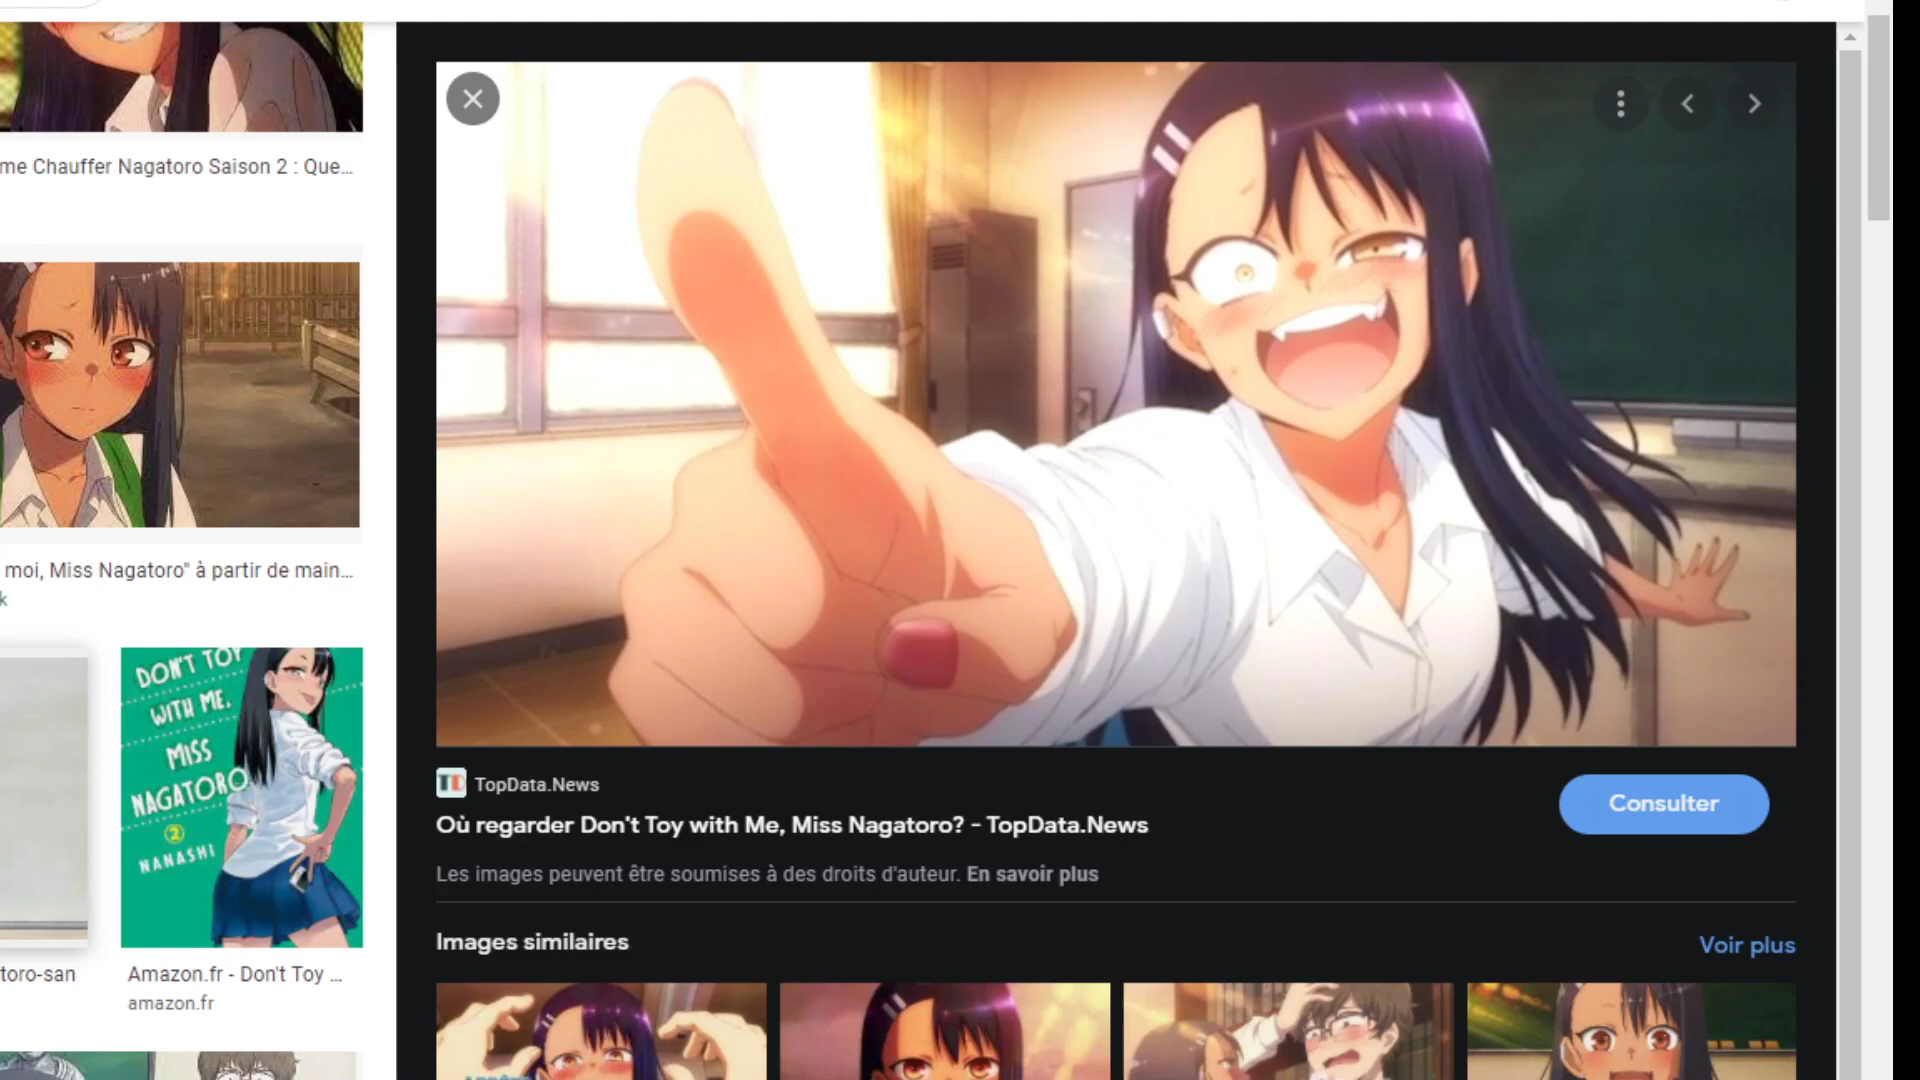 me Chauffer Nagatoro Saison 2 : Que...
moi, Miss Nagatoro" à partir de main...
k
DON'T TOY
WITH ME,
MISS
NAGATORO
2
NANASHI
toro-san
Amazon.fr - Don't Toy ...
amazon.fr
TD TopData.News
Où regarder Don't Toy with Me, Miss Nagatoro? - TopData.News
Consulter
Les images peuvent être soumises à des droits d'auteur. En savoir plus
Images similaires
Voir plus